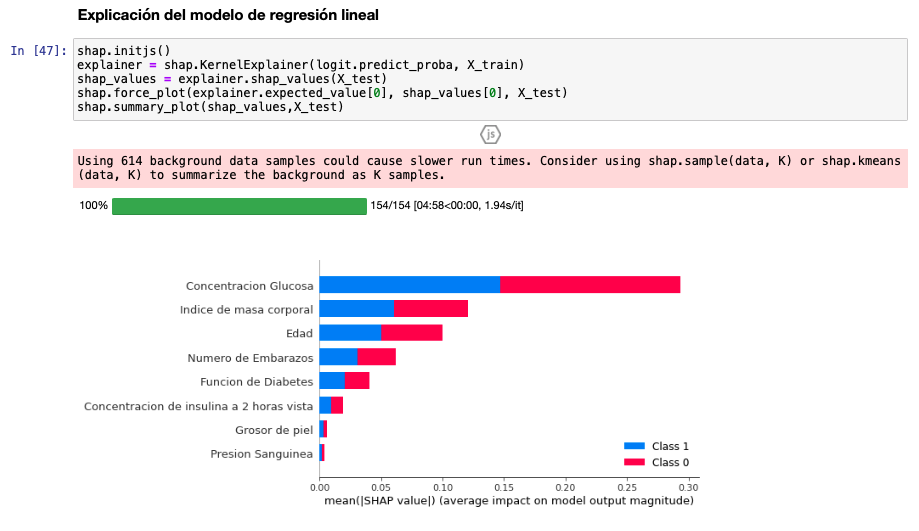 Explicación del modelo de regresión lineal
In [47]:
shap.initjs()
explainer = shap.KernelExplainer(logit.predict_proba, X_train)
shap_values = explainer.shap_values(X_test)
shap.force_plot(explainer.expected_value[0], shap_values[0], X_test)
shap.summary_plot(shap_values,X_test)
js
Using 614 background data samples could cause slower run times. Consider using shap.sample(data, K) or shap.kmeans
(data, K) to summarize the background as K samples.
100% 154/154 [04:58<00:00, 1.94s/it]
Concentracion Glucosa
Indice de masa corporal
Edad
Numero de Embarazos
Funcion de Diabetes
Concentracion de insulina a 2 horas vista
Grosor de piel
Presion Sanguinea
Class 1
Class 0
0.00 0.05 0.10 0.15 0.20 0.25 0.30
mean(|SHAP value|) (average impact on model output magnitude)